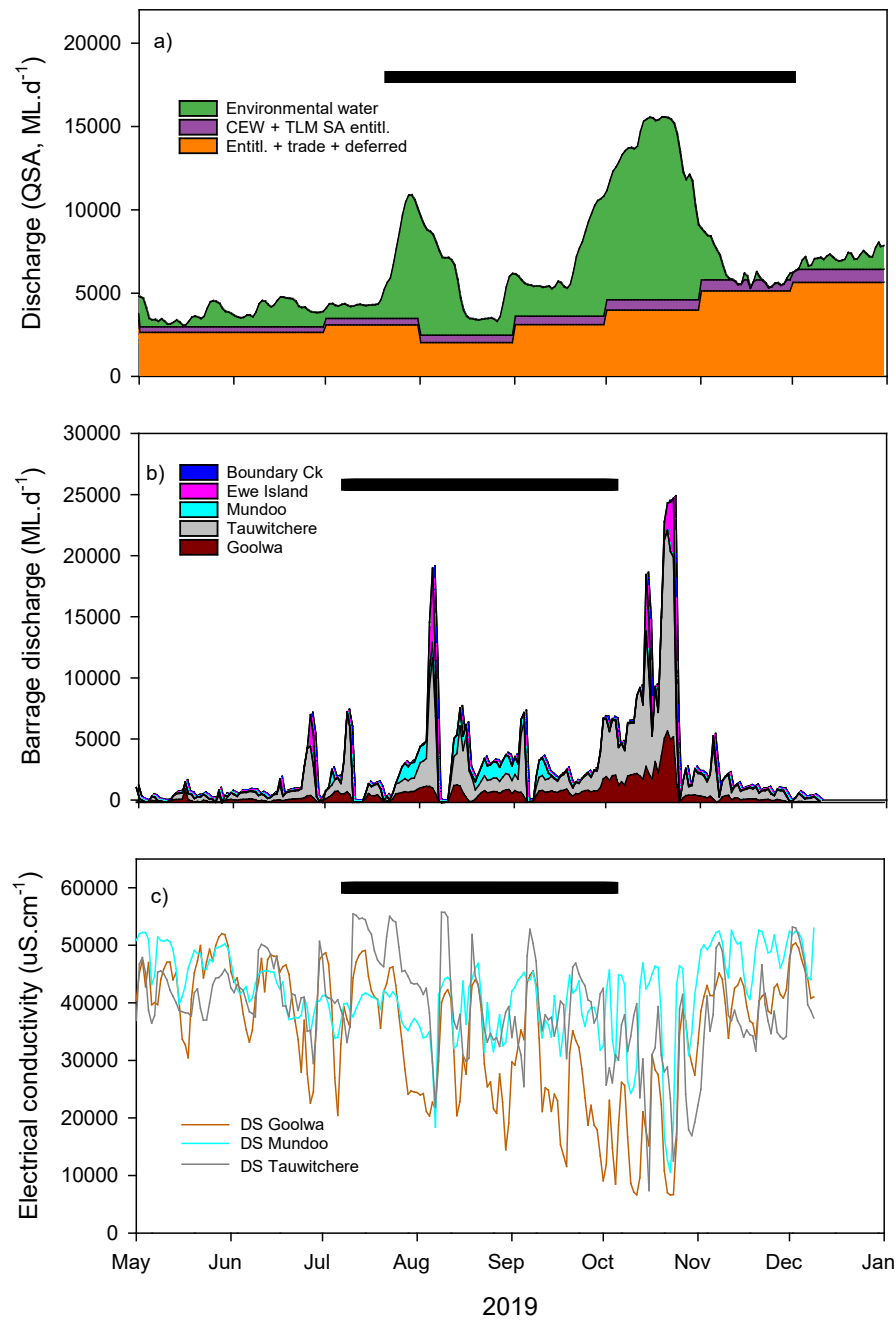 a)
20000
15000
10000
5000
0
Discharge (QSA, ML.d⁻¹)
Environmental water
CEW + TLM SA entitl.
Entitl. + trade + deferred
b)
30000
25000
20000
15000
10000
5000
0
Barrage discharge (ML.d⁻¹)
Boundary Ck
Ewe Island
Mundoo
Tauwitchere
Goolwa
c)
60000
50000
40000
30000
20000
10000
0
Electrical conductivity (uS.cm⁻¹)
DS Goolwa
DS Mundoo
DS Tauwitchere
May Jun Jul Aug Sep Oct Nov Dec Jan
2019